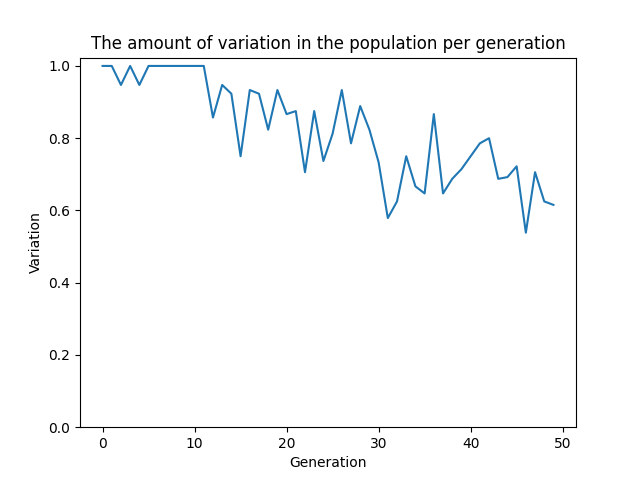 The amount of variation in the population per generation
1.0
0.8
0.6
0.4
0.2
0.0
Variation
0 10 20 30 40 50
Generation